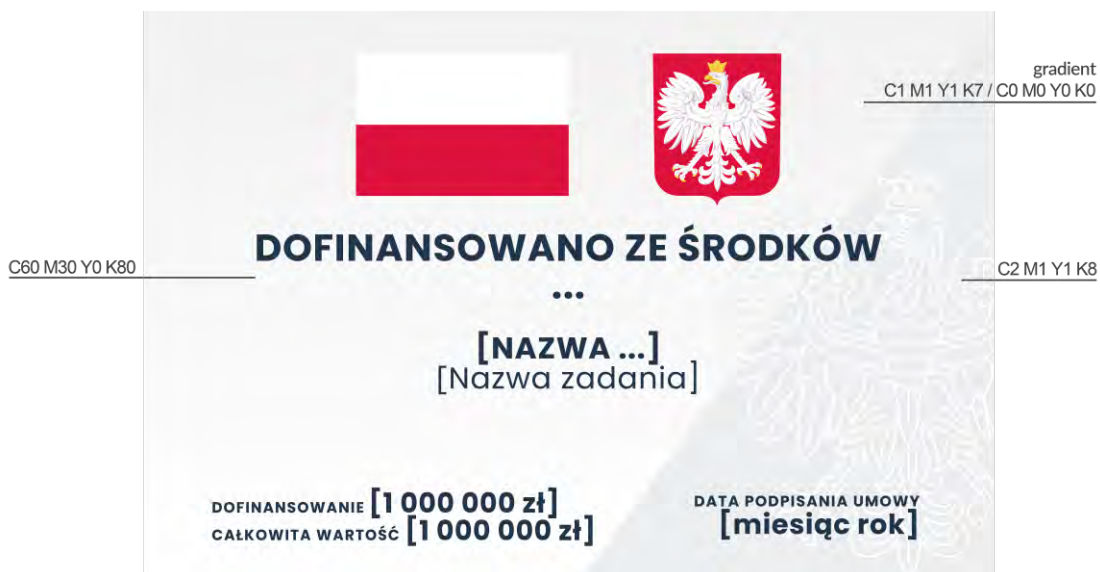 gradient
C1 M1 Y1 K7 / C0 M0 Y0 K0
DOFINANSOWANO ZE ŚRODKÓW
C60 M30 Y0 K80
C2 M1 Y1 K8
...
[NAZWA ...]
[Nazwa zadania]
DOFINANSOWANIE [1 000 000 zł]
CAŁKOWITA WARTOŚĆ [1 000 000 zł]
DATA PODPISANIA UMOWY
[miesiąc rok]